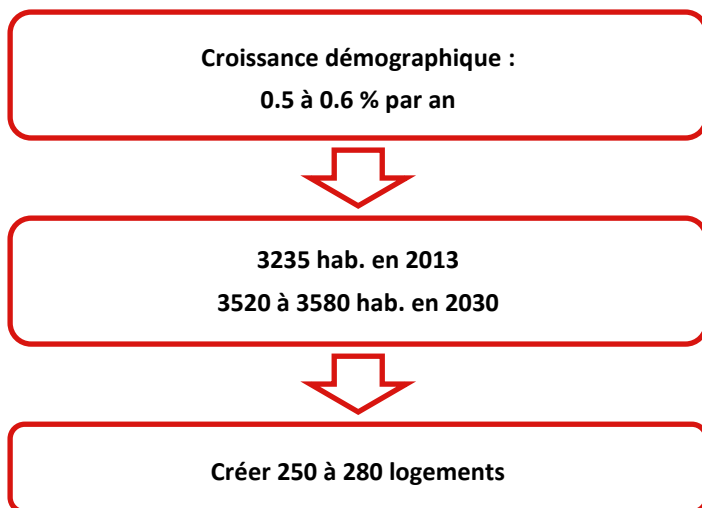 Croissance démographique :
0.5 à 0.6 % par an
3235 hab. en 2013
3520 à 3580 hab. en 2030
Créer 250 à 280 logements